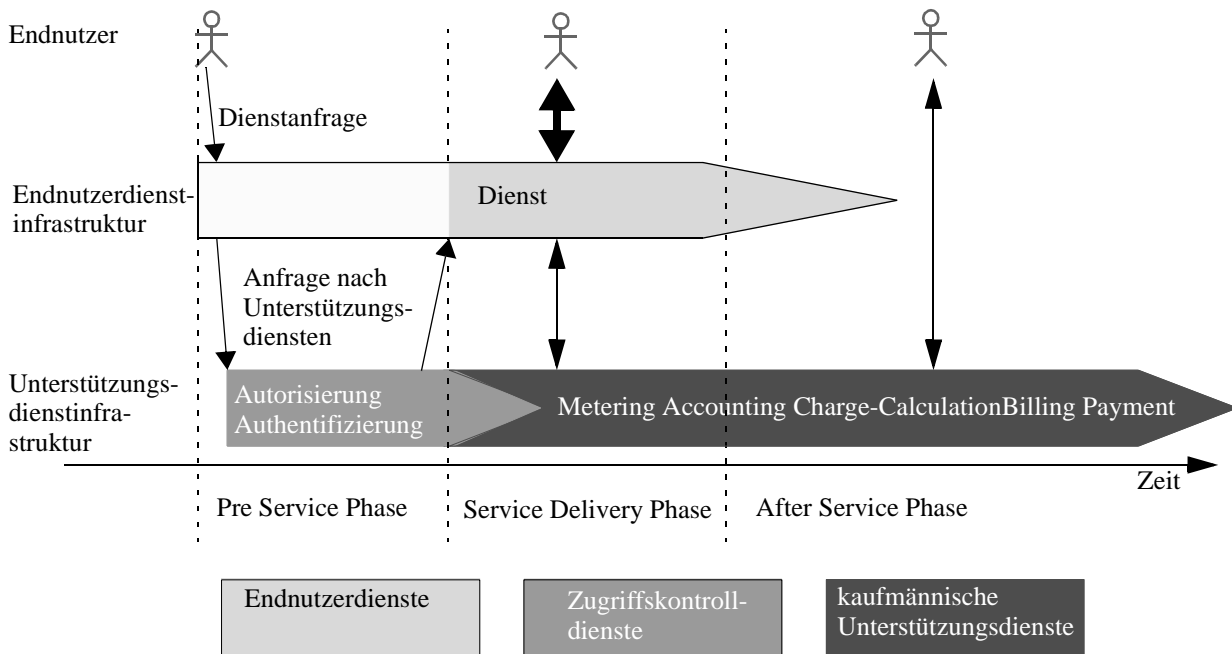 Endnutzer
Dienstanfrage
Endnutzerdienst-
infrastruktur
Dienst
Anfrage nach
Unterstützungs-
diensten
Unterstützungs-
dienstinfra-
struktur
Autorisierung
Authentifizierung
Metering Accounting Charge-CalculationBilling Payment
Zeit
Pre Service Phase
Service Delivery Phase
After Service Phase
Endnutzerdienste
Zugriffskontroll-
dienste
kaufmännische
Unterstützungsdienste